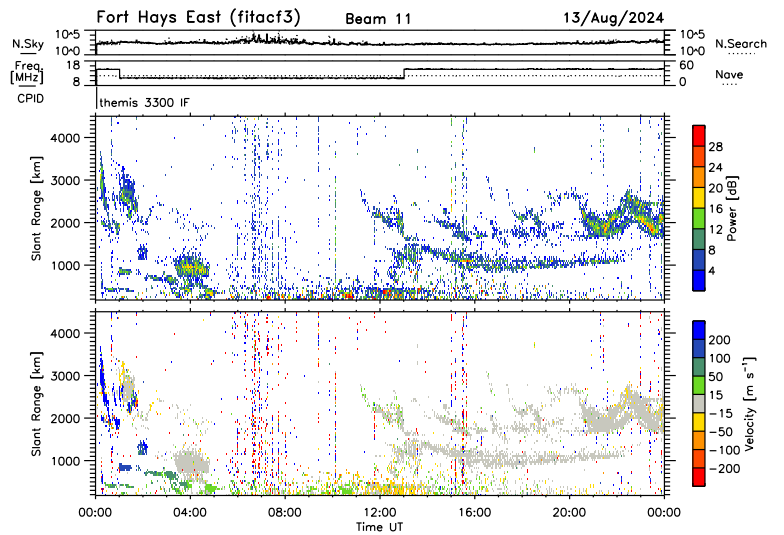 Fort Hays East (fitacf3) Beam 11 13/Aug/2024
N.Sky 10^5 10^0 10^5 10^0 N.Search
Freq. [MHz] 18 8 60 0 Nave
CPID themis 3300 IF
Slant Range [km] 4000 3000 2000 1000
Power [dB] 28 24 20 16 12 8 4
Slant Range [km] 4000 3000 2000 1000
Velocity [m s⁻¹] 200 100 50 15 −15 −50 −100 −200
00:00 04:00 08:00 12:00 16:00 20:00 00:00
Time UT